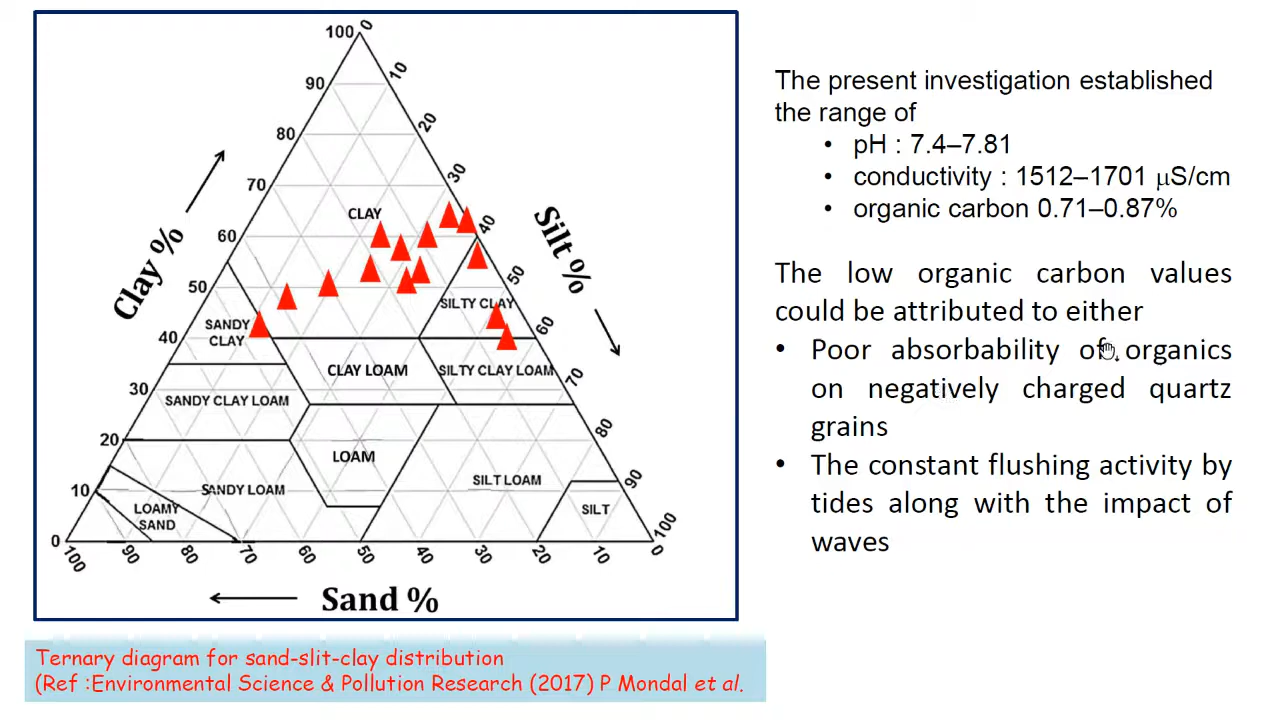 100
0
90
10
80
20
70
30
CLAY
60
40
Clay %
Silt %
50
50
SILTY CLAY
40
SANDY
CLAY
60
CLAY LOAM
SILTY CLAY LOAM
70
30
SANDY CLAY LOAM
80
20
LOAM
SILT LOAM
90
10
SANDY LOAM
LOAMY
SAND
SILT
100
0
100
90
80
70
60
50
40
30
20
10
0
Sand %
The present investigation established
the range of
• pH : 7.4–7.81
• conductivity : 1512–1701 µS/cm
• organic carbon 0.71–0.87%
The low organic carbon values
could be attributed to either
• Poor absorbability of organics
on negatively charged quartz
grains
• The constant flushing activity by
tides along with the impact of
waves
Ternary diagram for sand-slit-clay distribution
(Ref :Environmental Science & Pollution Research (2017) P Mondal et al.